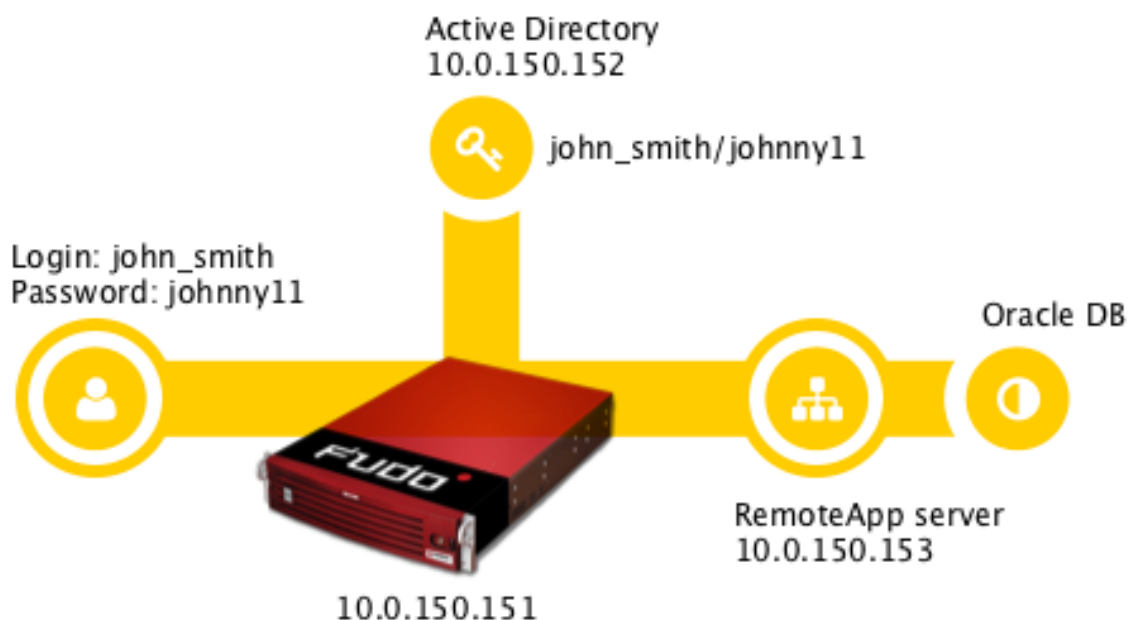 Active Directory
10.0.150.152
john_smith/johnny11
Login: john_smith
Password: johnny11
Oracle DB
Fudo
RemoteApp server
10.0.150.153
10.0.150.151